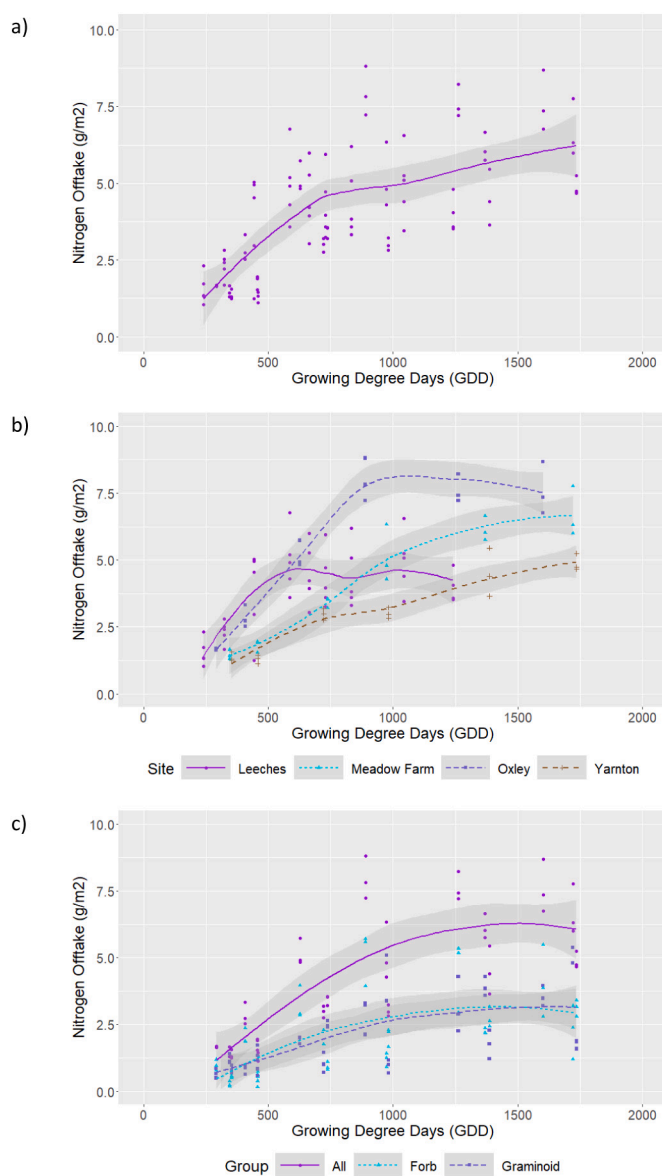 a)
10.0
7.5
5.0
2.5
0.0
Nitrogen Offtake (g/m2)
0 500 1000 1500 2000
Growing Degree Days (GDD)
b)
10.0
7.5
5.0
2.5
0.0
Nitrogen Offtake (g/m2)
0 500 1000 1500 2000
Growing Degree Days (GDD)
Site Leeches Meadow Farm Oxley Yarnton
c)
10.0
7.5
5.0
2.5
0.0
Nitrogen Offtake (g/m2)
0 500 1000 1500 2000
Growing Degree Days (GDD)
Group All Forb Graminoid